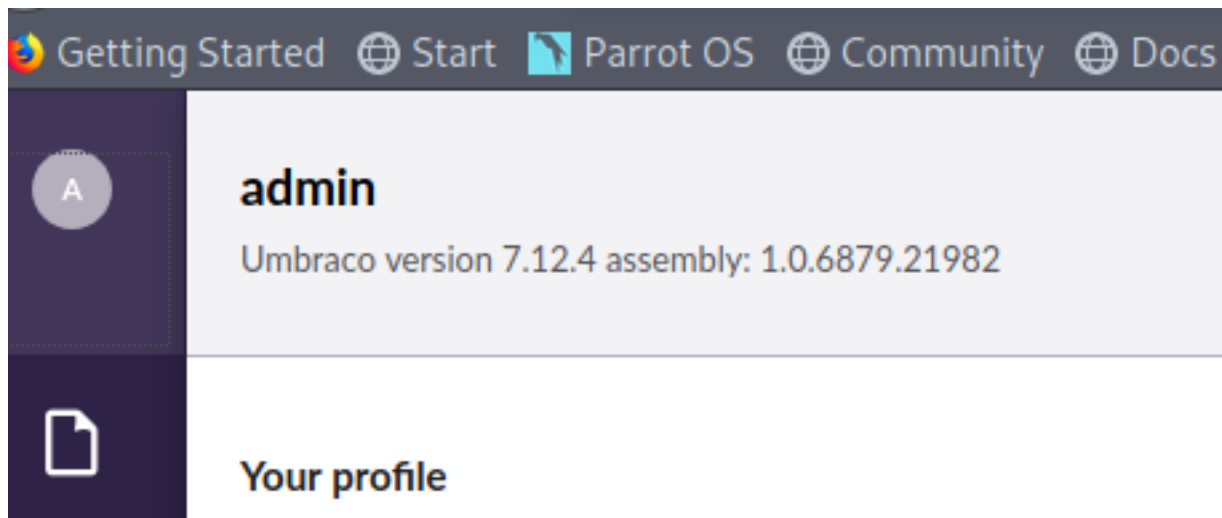 Getting Started Start Parrot OS Community Docs
A
admin
Umbraco version 7.12.4 assembly: 1.0.6879.21982
Your profile